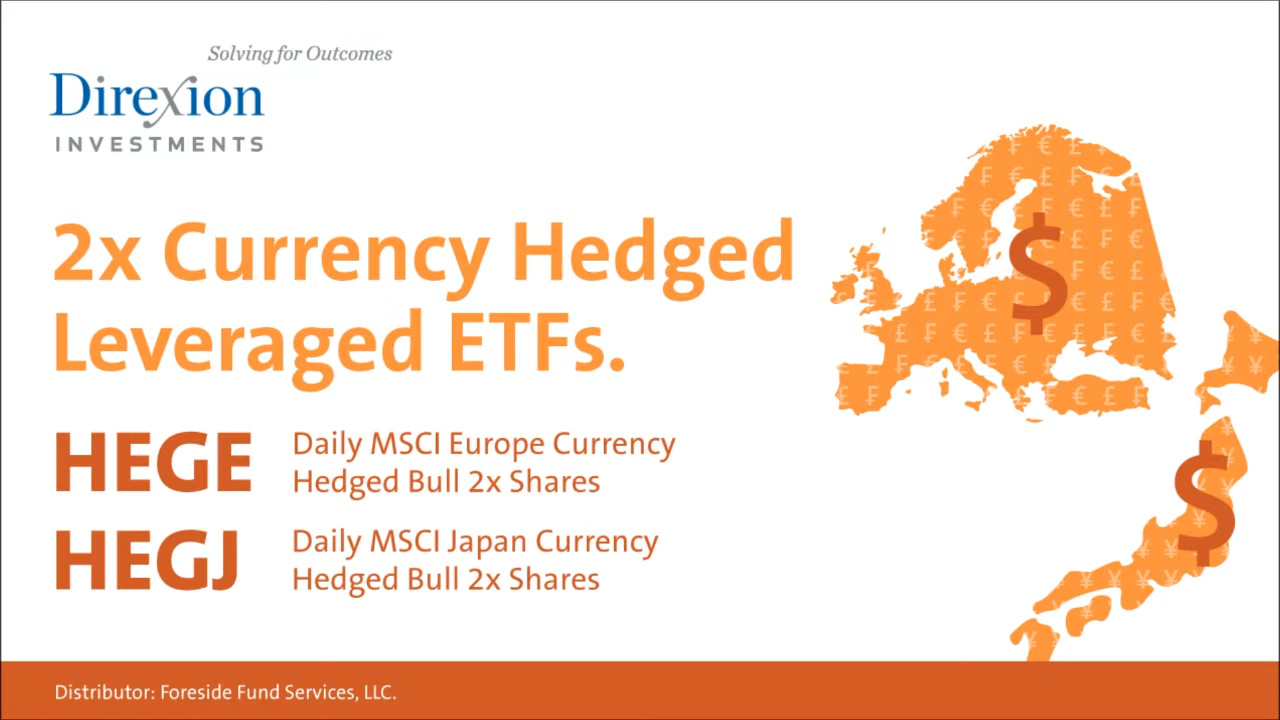 Solving for Outcomes
Direxion
INVESTMENTS
2x Currency Hedged
Leveraged ETFs.
HEGE
Daily MSCI Europe Currency
Hedged Bull 2x Shares
HEGJ
Daily MSCI Japan Currency
Hedged Bull 2x Shares
$
$
Distributor: Foreside Fund Services, LLC.